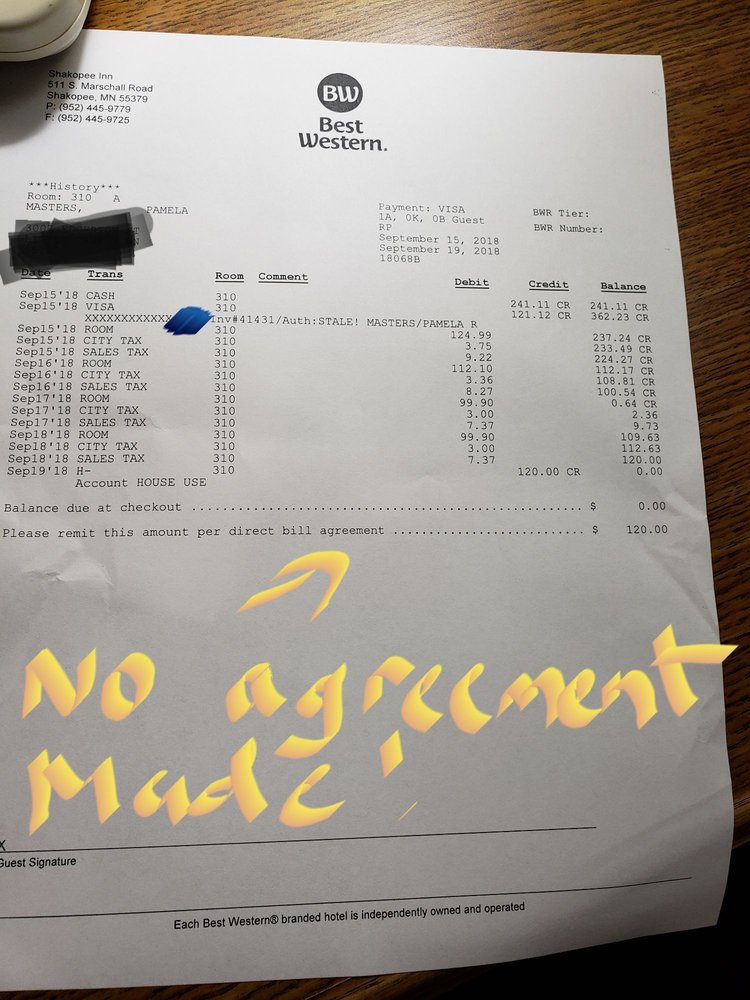 Shakopee Inn
511 S. Marschall Road
Shakopee, MN 55379
P: (952) 445-9779
F: (952) 445-9725
BW
Best
Western.
***History***
Room: 310 A
MASTERS, PAMELA
Payment: VISA
1A, 0K, 0B Guest
RP
September 15, 2018
September 19, 2018
18068B
BWR Tier:
BWR Number:
Date Trans Room Comment Debit Credit Balance
Sep15'18 CASH 310 241.11 CR 241.11 CR
Sep15'18 VISA 310 121.12 CR 362.23 CR
XXXXXXXXXXXX Inv#41431/Auth:STALE! MASTERS/PAMELA R
Sep15'18 ROOM 310 124.99 237.24 CR
Sep15'18 CITY TAX 310 3.75 233.49 CR
Sep15'18 SALES TAX 310 9.22 224.27 CR
Sep16'18 ROOM 310 112.10 112.17 CR
Sep16'18 CITY TAX 310 3.36 108.81 CR
Sep16'18 SALES TAX 310 8.27 100.54 CR
Sep17'18 ROOM 310 99.90 0.64 CR
Sep17'18 CITY TAX 310 3.00 2.36
Sep17'18 SALES TAX 310 7.37 9.73
Sep18'18 ROOM 310 99.90 109.63
Sep18'18 CITY TAX 310 3.00 112.63
Sep18'18 SALES TAX 310 7.37 120.00
Sep19'18 H- 310 120.00 CR 0.00
Account HOUSE USE
Balance due at checkout ........................................................ $ 0.00
Please remit this amount per direct bill agreement ........................... $ 120.00
No agreement
Made!
X
Guest Signature
Each Best Western® branded hotel is independently owned and operated